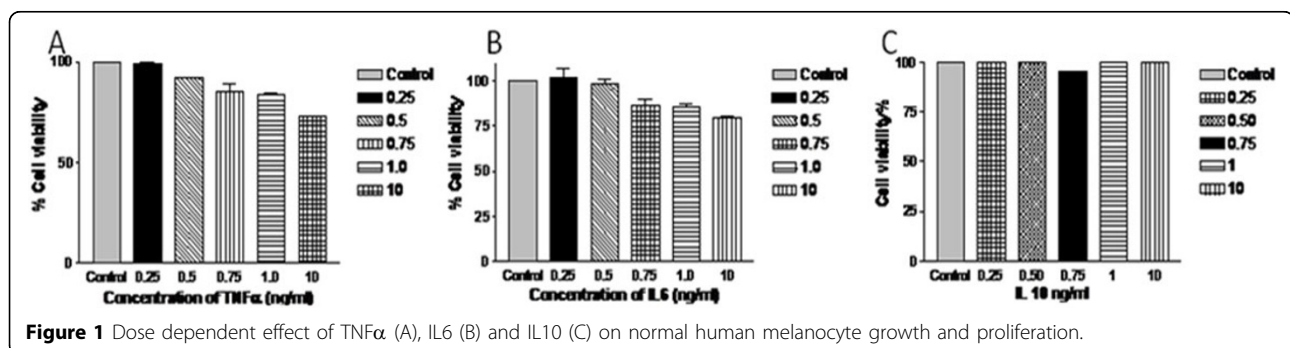 A
100
50
0
% Cell viability
Control 0.25 0.5 0.75 1.0 10
Concentration of TNFα (ng/ml)
Control
0.25
0.5
0.75
1.0
10
B
100
75
50
25
0
% Cell viability
Control 0.25 0.5 0.75 1.0 10
Concentration of IL6 (ng/ml)
Control
0.25
0.5
0.75
1.0
10
C
100
75
50
25
0
Cell viability%
Control 0.25 0.50 0.75 1 10
IL 10 ng/ml
Control
0.25
0.50
0.75
1
10
Figure 1 Dose dependent effect of TNFα (A), IL6 (B) and IL10 (C) on normal human melanocyte growth and proliferation.